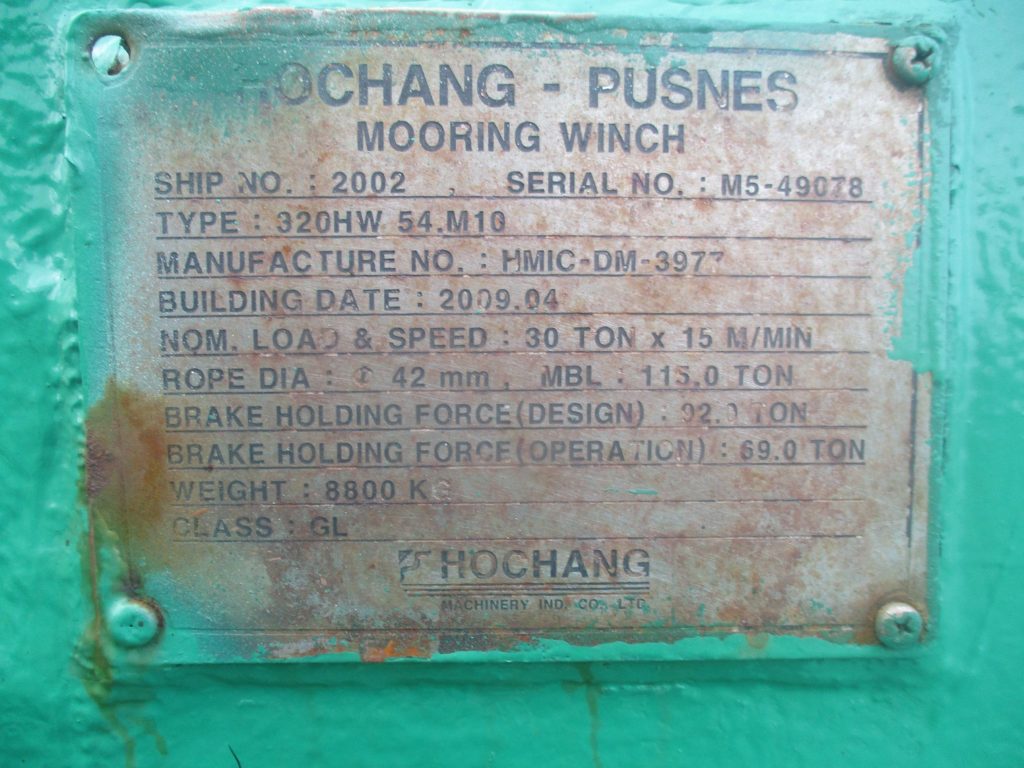 HOCHANG - PUSNES
MOORING WINCH
SHIP NO. : 2002 , SERIAL NO. : M5-49078
TYPE : 320HW 54.M10
MANUFACTURE NO. : HMIC-DM-3977
BUILDING DATE : 2009.04
NOM. LOAD & SPEED : 30 TON x 15 M/MIN
ROPE DIA : 42 mm , MBL : 115.0 TON
BRAKE HOLDING FORCE(DESIGN) : 92.0 TON
BRAKE HOLDING FORCE(OPERATION) : 69.0 TON
WEIGHT : 8800 KG
CLASS : GL
HOCHANG
MACHINERY IND. CO., LTD.